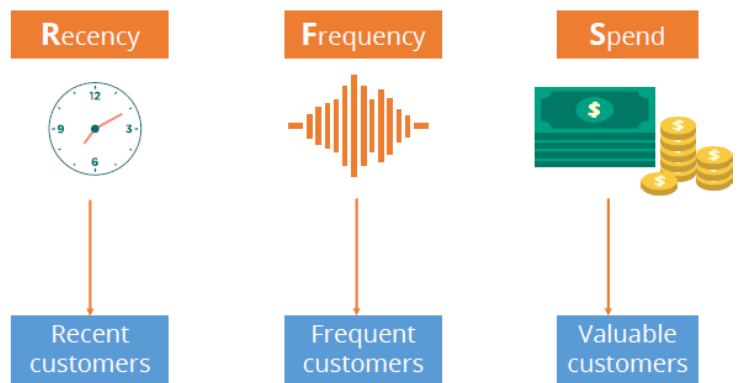 Recency
Frequency
Spend
12
9
3
6
$
$
$
$
Recent
customers
Frequent
customers
Valuable
customers